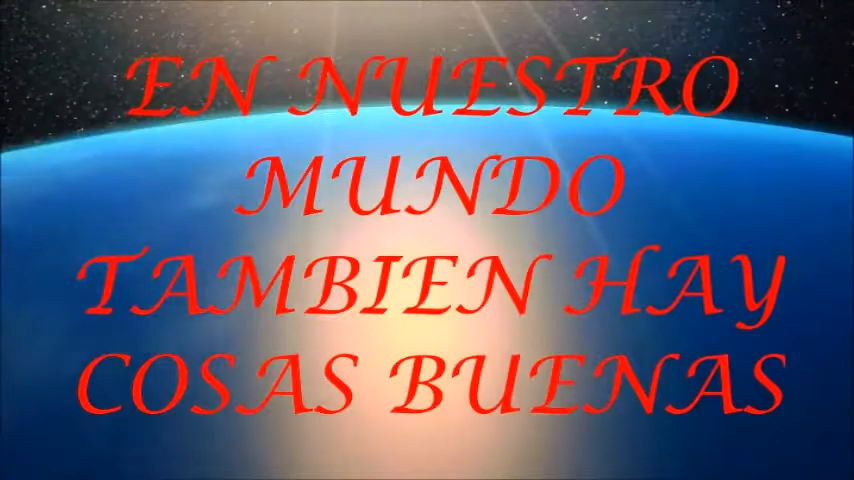 EN NUESTRO
MUNDO
TAMBIEN HAY
COSAS BUENAS